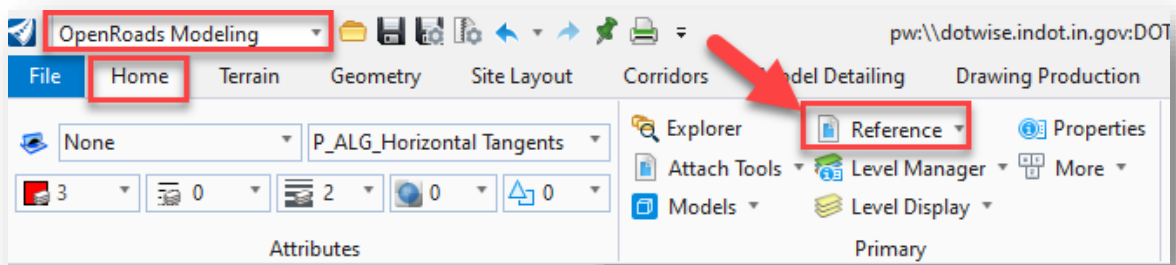 OpenRoads Modeling pw:\\dotwise.indot.in.gov:DOT
File Home Terrain Geometry Site Layout Corridors odel Detailing Drawing Production
None P_ALG_Horizontal Tangents Explorer Reference Properties
Attach Tools Level Manager More
3 0 2 0 0 Models Level Display
Attributes Primary